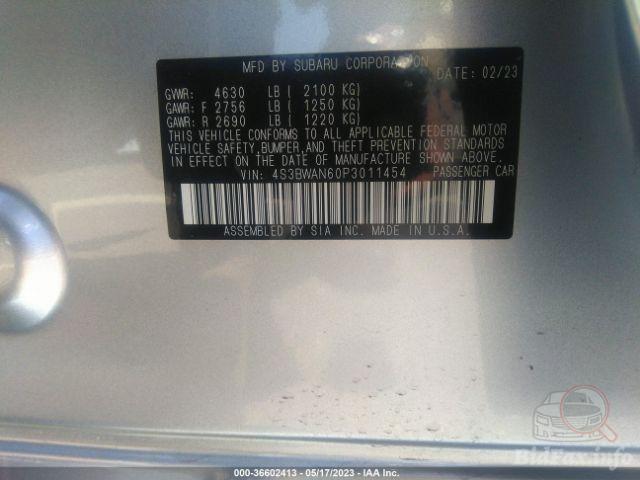 MFD BY SUBARU CORPORATION
DATE: 02/23
GVWR: 4630 LB ( 2100 KG)
GAWR: F 2756 LB ( 1250 KG)
GAWR: R 2690 LB ( 1220 KG)
THIS VEHICLE CONFORMS TO ALL APPLICABLE FEDERAL MOTOR
VEHICLE SAFETY, BUMPER, AND THEFT PREVENTION STANDARDS
IN EFFECT ON THE DATE OF MANUFACTURE SHOWN ABOVE.
VIN: 4S3BWAN60P3011454 PASSENGER CAR
ASSEMBLED BY SIA INC. MADE IN U.S.A.
BidFax.info
000-36602413 - 05/17/2023 - IAA Inc.